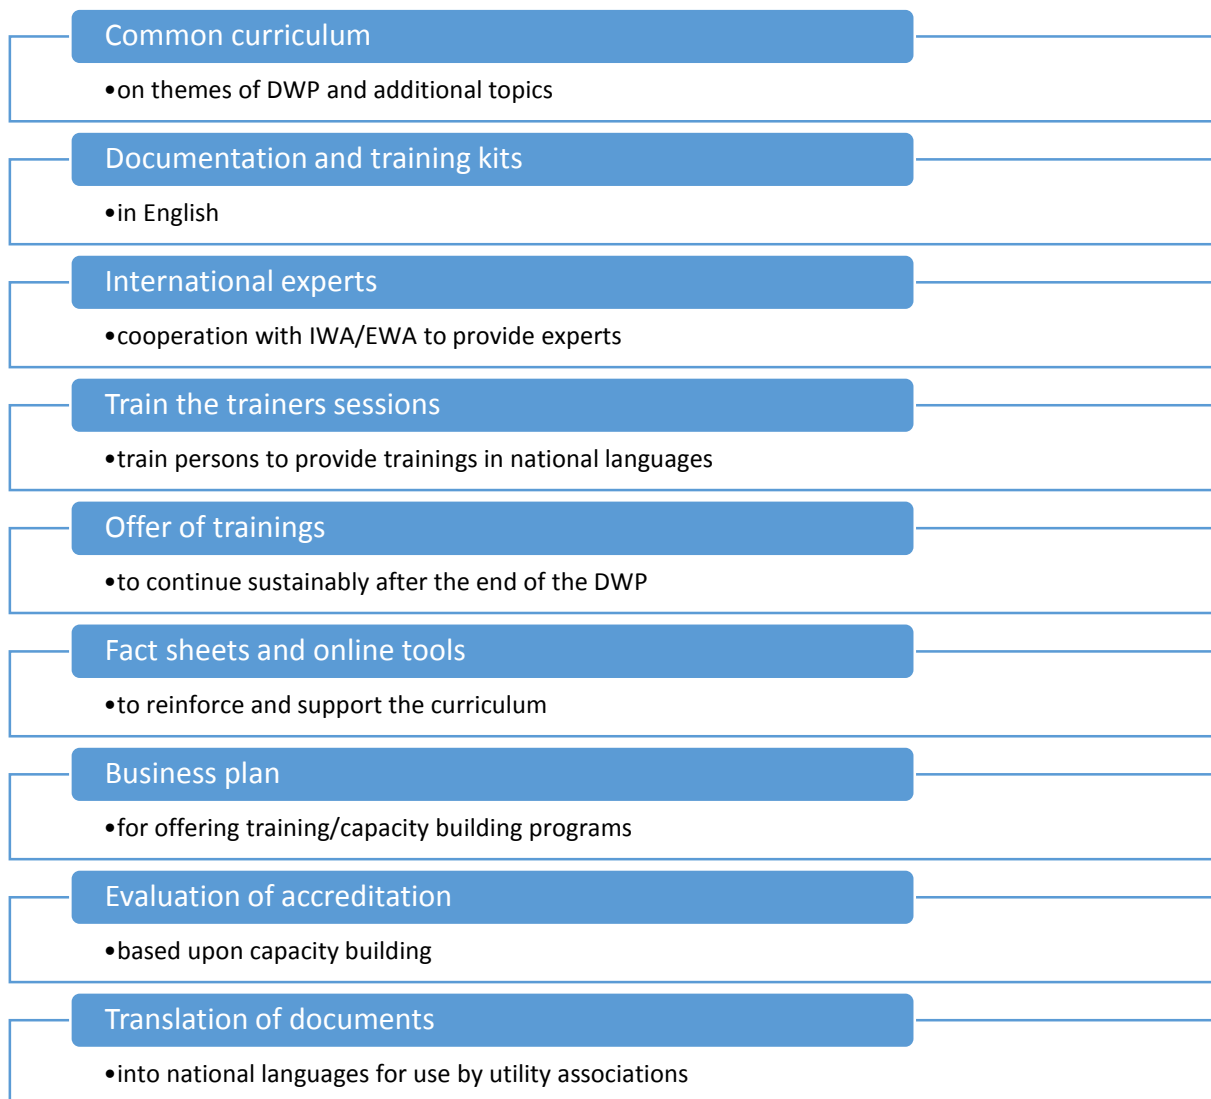 Common curriculum
•on themes of DWP and additional topics
Documentation and training kits
•in English
International experts
•cooperation with IWA/EWA to provide experts
Train the trainers sessions
•train persons to provide trainings in national languages
Offer of trainings
•to continue sustainably after the end of the DWP
Fact sheets and online tools
•to reinforce and support the curriculum
Business plan
•for offering training/capacity building programs
Evaluation of accreditation
•based upon capacity building
Translation of documents
•into national languages for use by utility associations